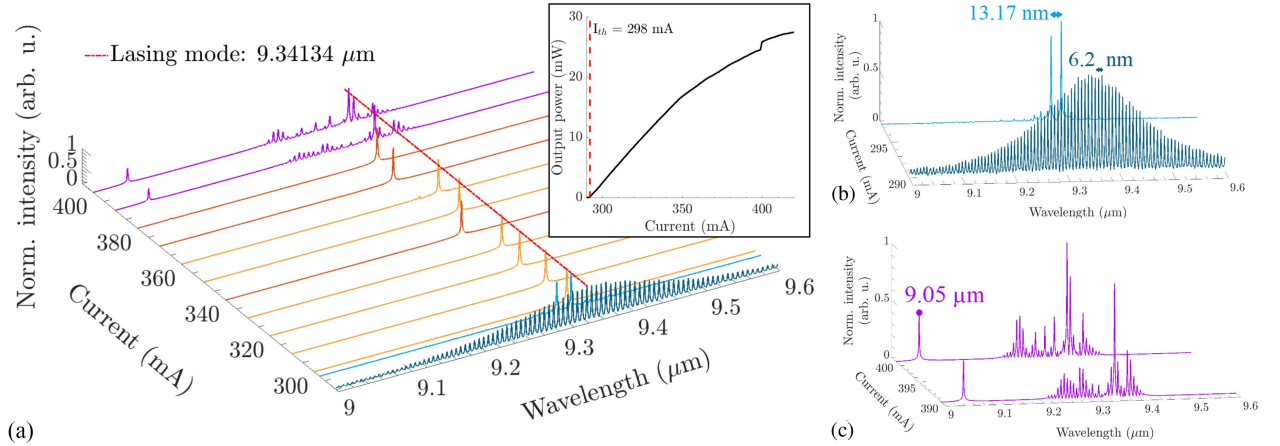 Lasing mode: 9.34134 μm
Norm. intensity (arb. u.)
1
0.5
0
400
380
360
340
320
300
Current (mA)
9
9.1
9.2
9.3
9.4
9.5
9.6
Wavelength (μm)
(a)
30
20
10
0
Output power (mW)
I_th = 298 mA
300
350
400
Current (mA)
13.17 nm
6.2 nm
Norm. intensity
(arb. u.)
1
0.5
0
295
290
Current (mA)
9
9.1
9.2
9.3
9.4
9.5
9.6
Wavelength (μm)
(b)
9.05 μm
Norm. intensity
(arb. u.)
1
0.5
0
400
395
390
Current (mA)
9
9.1
9.2
9.3
9.4
9.5
9.6
Wavelength (μm)
(c)